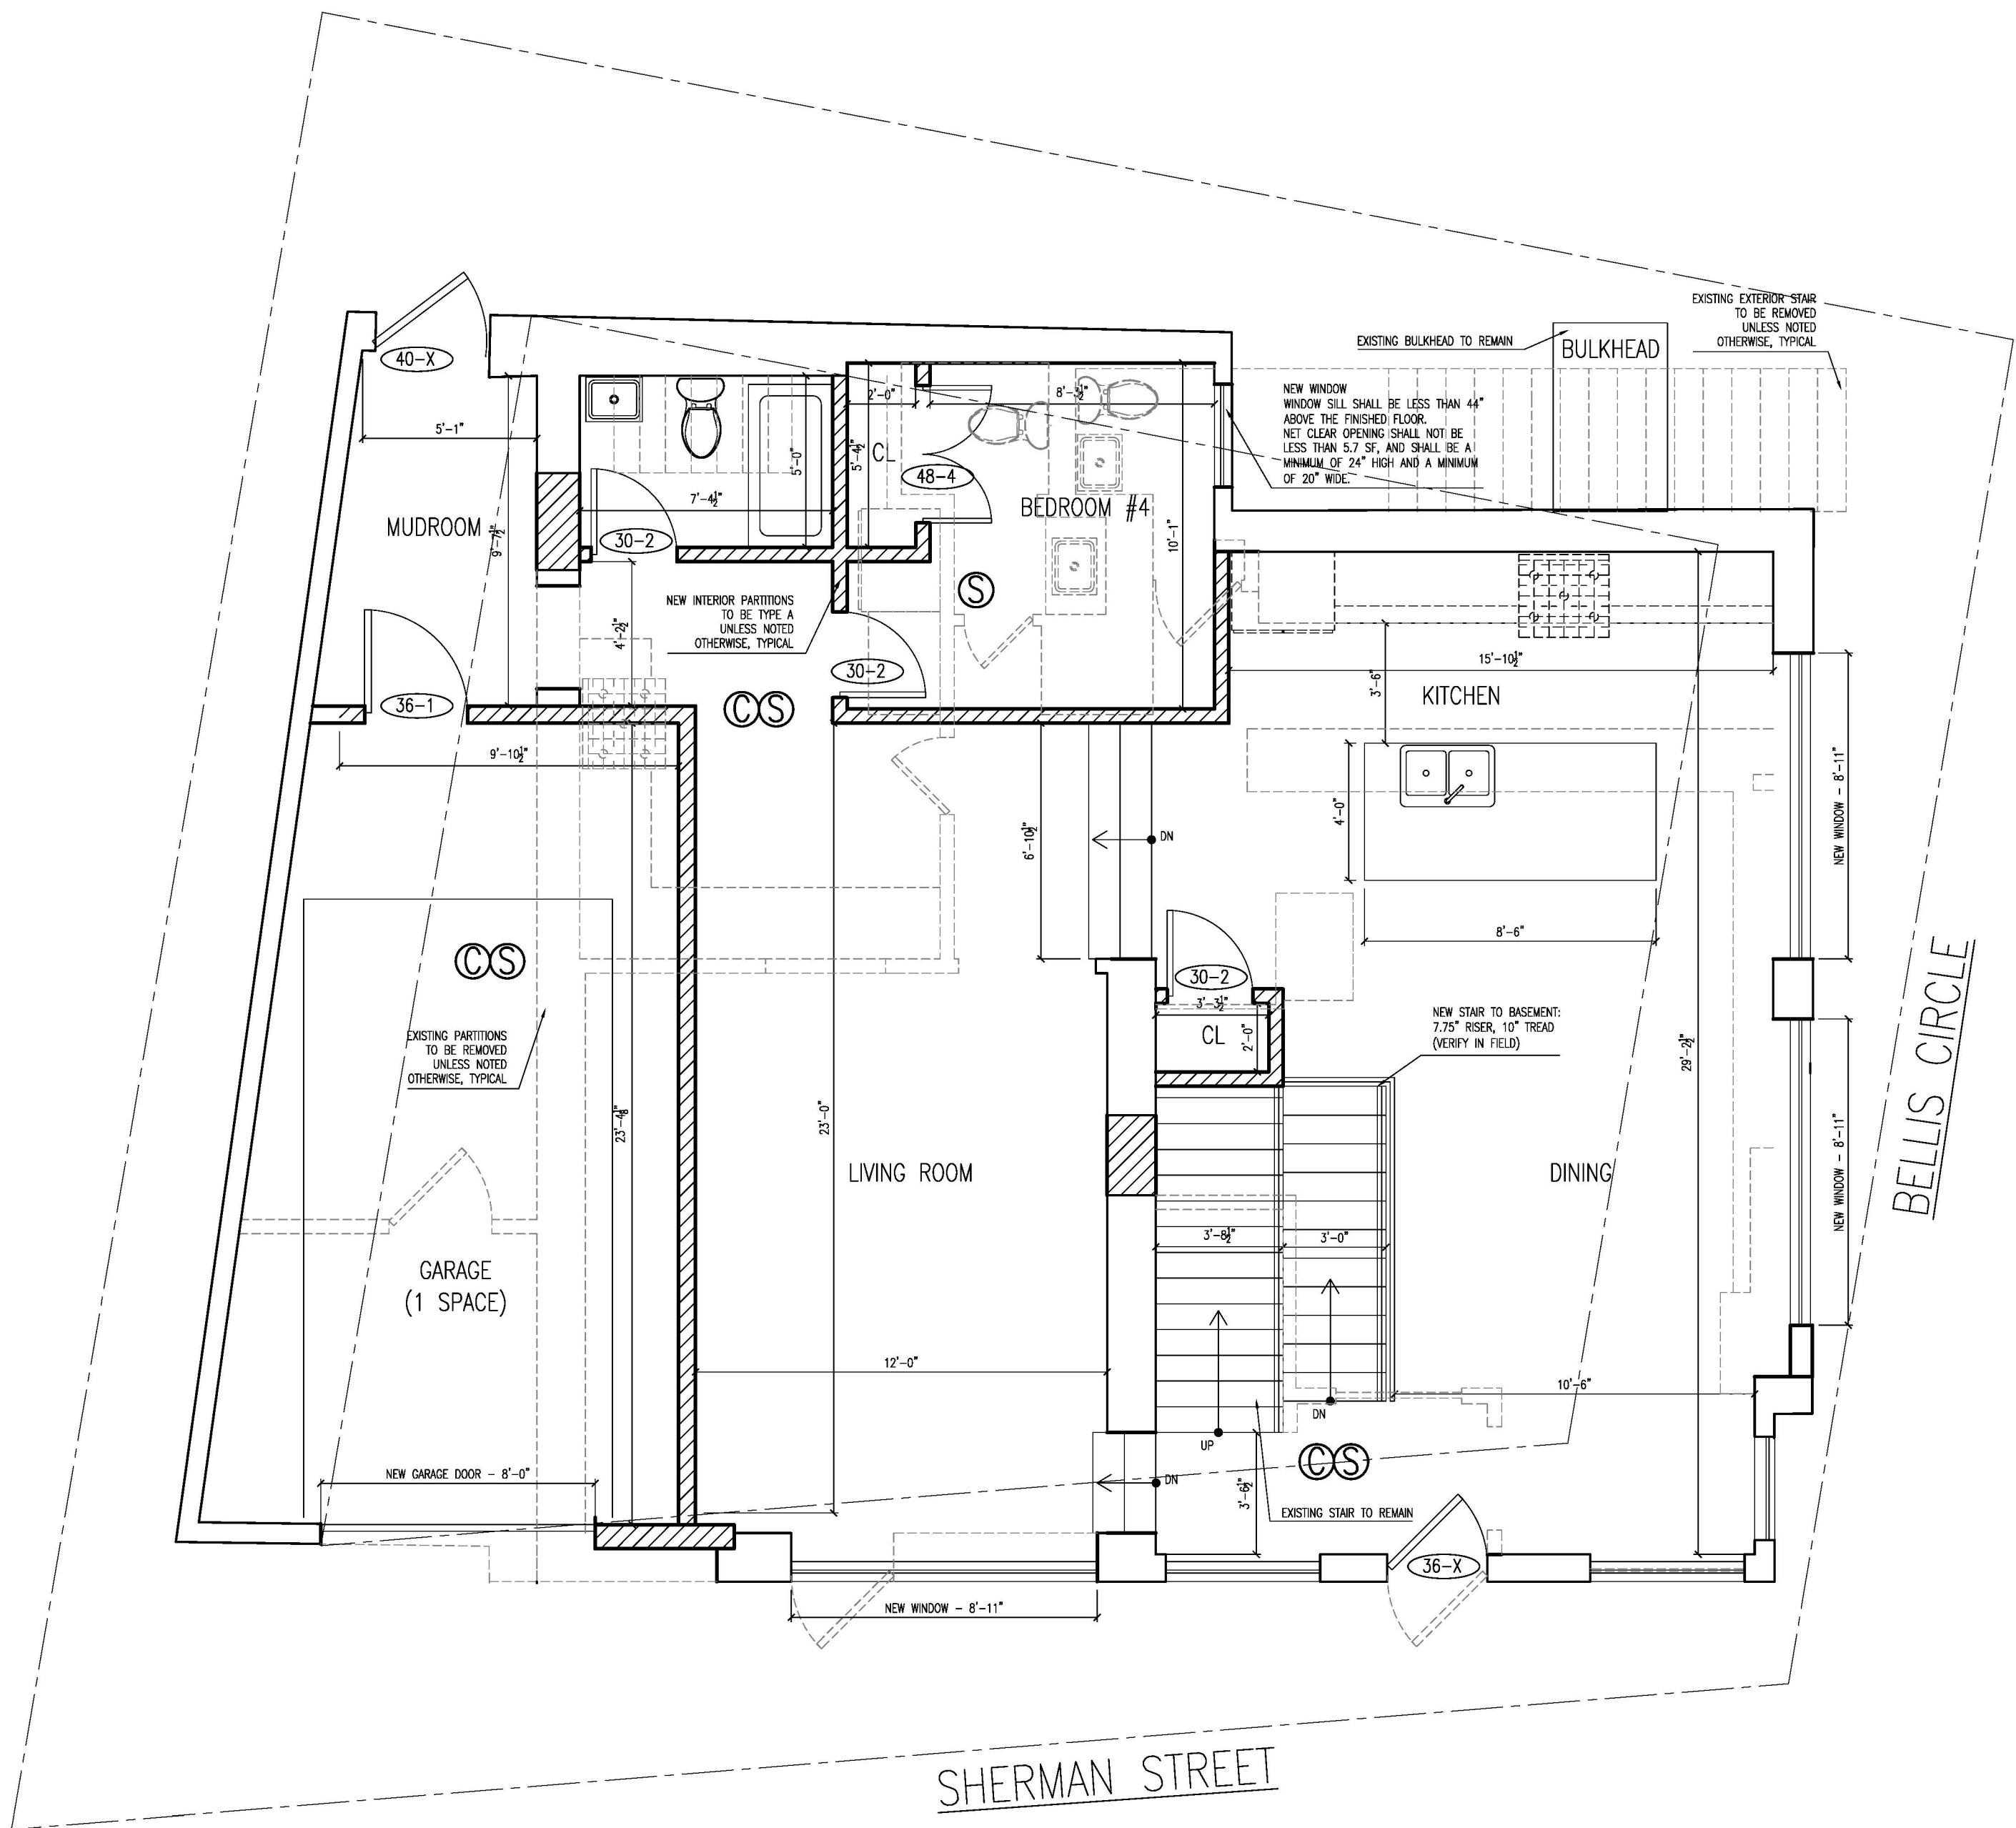 EXISTING EXTERIOR STAIR
TO BE REMOVED
UNLESS NOTED
OTHERWISE, TYPICAL
EXISTING BULKHEAD TO REMAIN
BULKHEAD
40-X
NEW WINDOW
WINDOW SILL SHALL BE LESS THAN 44"
ABOVE THE FINISHED FLOOR.
NET CLEAR OPENING SHALL NOT BE
LESS THAN 5.7 SF, AND SHALL BE A
MINIMUM OF 24" HIGH AND A MINIMUM
OF 20" WIDE.
2'-0"
8'-3½"
5'-1"
5'-0"
5'-4½"
CL
48-4
7'-4½"
BEDROOM #4
10'-1"
MUDROOM
9'-7½"
30-2
S
NEW INTERIOR PARTITIONS
TO BE TYPE A
UNLESS NOTED
OTHERWISE, TYPICAL
4'-2½"
30-2
15'-10½"
3'-6"
KITCHEN
36-1
CS
9'-10½"
NEW WINDOW - 8'-11"
4'-0"
6'-10½"
DN
8'-6"
CS
30-2
3'-3½"
CL
2'-0"
NEW STAIR TO BASEMENT:
7.75" RISER, 10" TREAD
(VERIFY IN FIELD)
EXISTING PARTITIONS
TO BE REMOVED
UNLESS NOTED
OTHERWISE, TYPICAL
29'-2½"
BELLIS CIRCLE
23'-4⅛"
23'-0"
LIVING ROOM
DINING
NEW WINDOW - 8'-11"
3'-8½"
3'-0"
GARAGE
(1 SPACE)
12'-0"
10'-6"
DN
UP
CS
NEW GARAGE DOOR - 8'-0"
DN
3'-6½"
EXISTING STAIR TO REMAIN
36-X
NEW WINDOW - 8'-11"
SHERMAN STREET